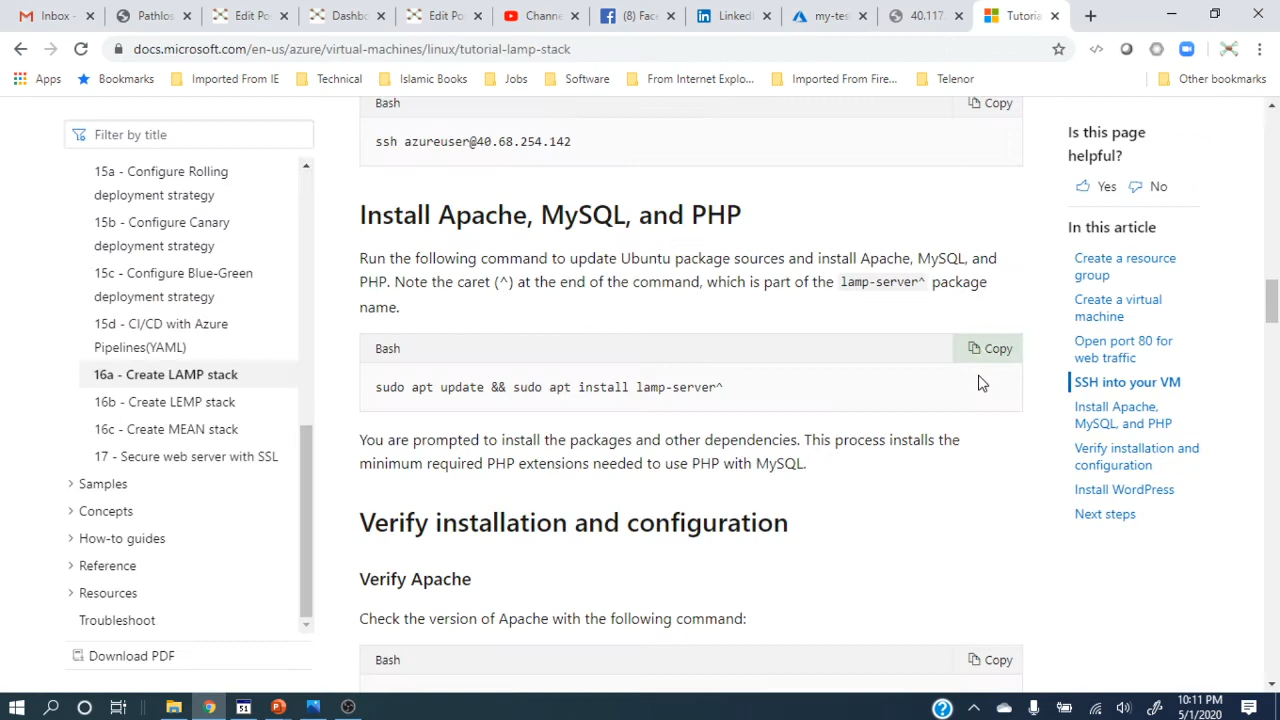 Inbox - 
Pathlos
Edit Po
Dashbo
Edit Po
Channe
(8) Fac
LinkedI
my-tes
40.117
Tutoria
docs.microsoft.com/en-us/azure/virtual-machines/linux/tutorial-lamp-stack
Apps
Bookmarks
Imported From IE
Technical
Islamic Books
Jobs
Software
From Internet Explo...
Imported From Fire...
Telenor
Other bookmarks
Filter by title
15a - Configure Rolling
deployment strategy
15b - Configure Canary
deployment strategy
15c - Configure Blue-Green
deployment strategy
15d - CI/CD with Azure
Pipelines(YAML)
16a - Create LAMP stack
16b - Create LEMP stack
16c - Create MEAN stack
17 - Secure web server with SSL
Samples
Concepts
How-to guides
Reference
Resources
Troubleshoot
Download PDF
Bash
Copy
ssh azureuser@40.68.254.142
Install Apache, MySQL, and PHP
Run the following command to update Ubuntu package sources and install Apache, MySQL, and
PHP. Note the caret (^) at the end of the command, which is part of the lamp-server^ package
name.
Bash
Copy
sudo apt update && sudo apt install lamp-server^
You are prompted to install the packages and other dependencies. This process installs the
minimum required PHP extensions needed to use PHP with MySQL.
Verify installation and configuration
Verify Apache
Check the version of Apache with the following command:
Bash
Copy
Is this page
helpful?
Yes
No
In this article
Create a resource
group
Create a virtual
machine
Open port 80 for
web traffic
SSH into your VM
Install Apache,
MySQL, and PHP
Verify installation and
configuration
Install WordPress
Next steps
10:11 PM
5/1/2020